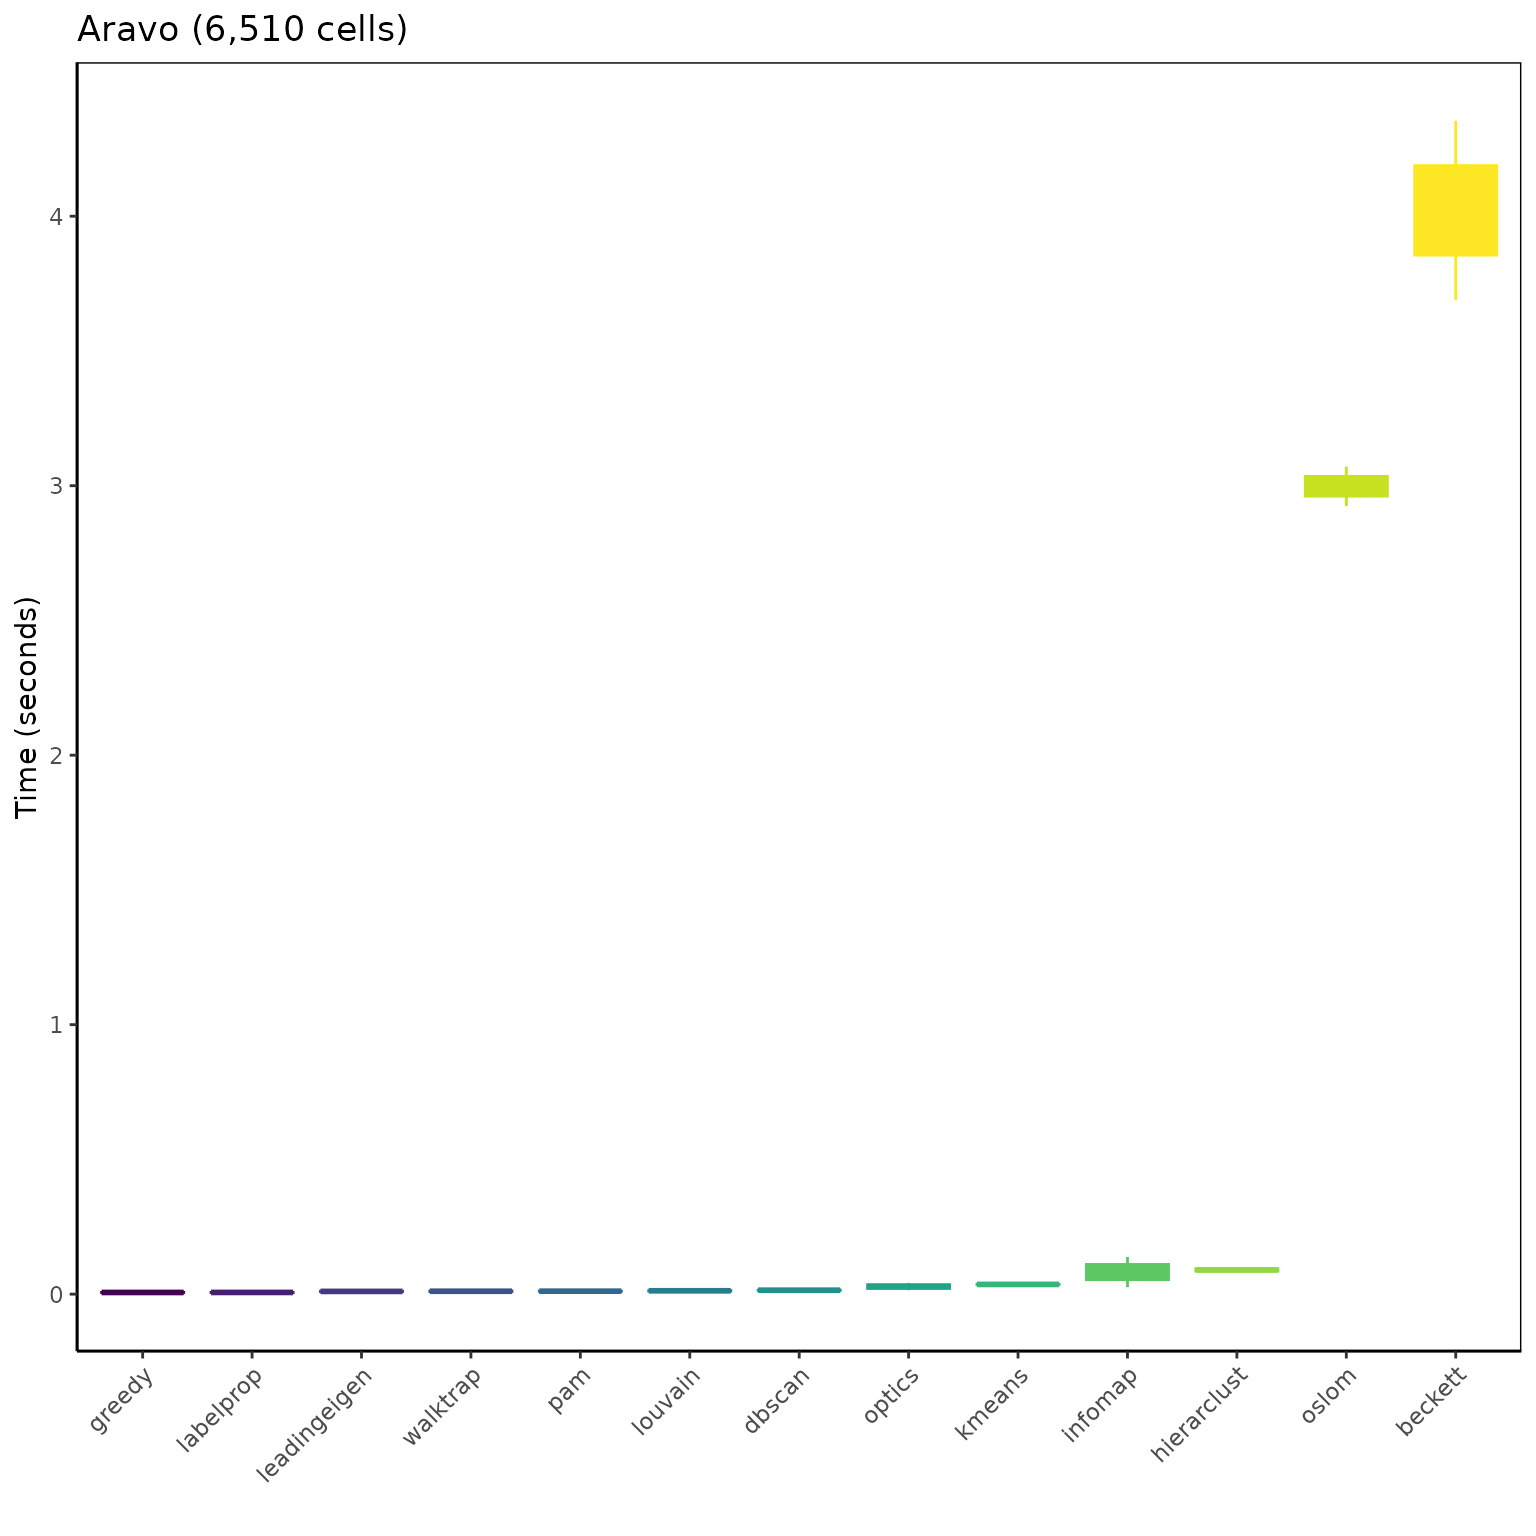 Aravo (6,510 cells)
Time (seconds)
4
3
2
1
0
greedy
labelprop
leadingeigen
walktrap
pam
louvain
dbscan
optics
kmeans
infomap
hierarclust
oslom
beckett